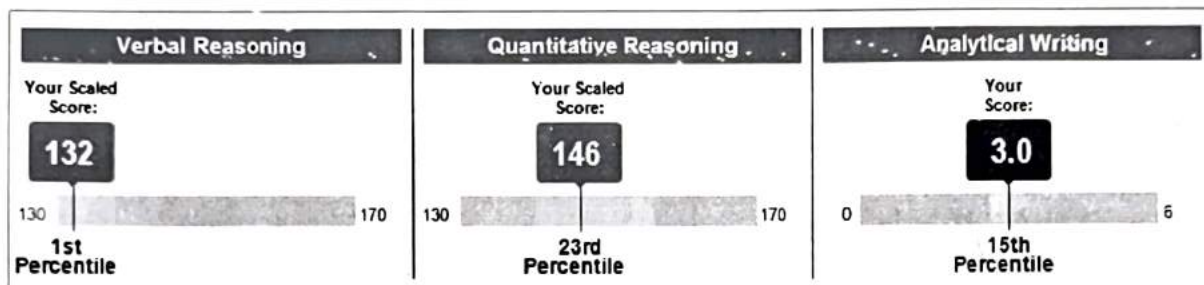 Verbal Reasoning
Your Scaled
Score:
132
130
170
1st
Percentile
Quantitative Reasoning
Your Scaled
Score:
146
130
170
23rd
Percentile
Analytical Writing
Your
Score:
3.0
0
6
15th
Percentile